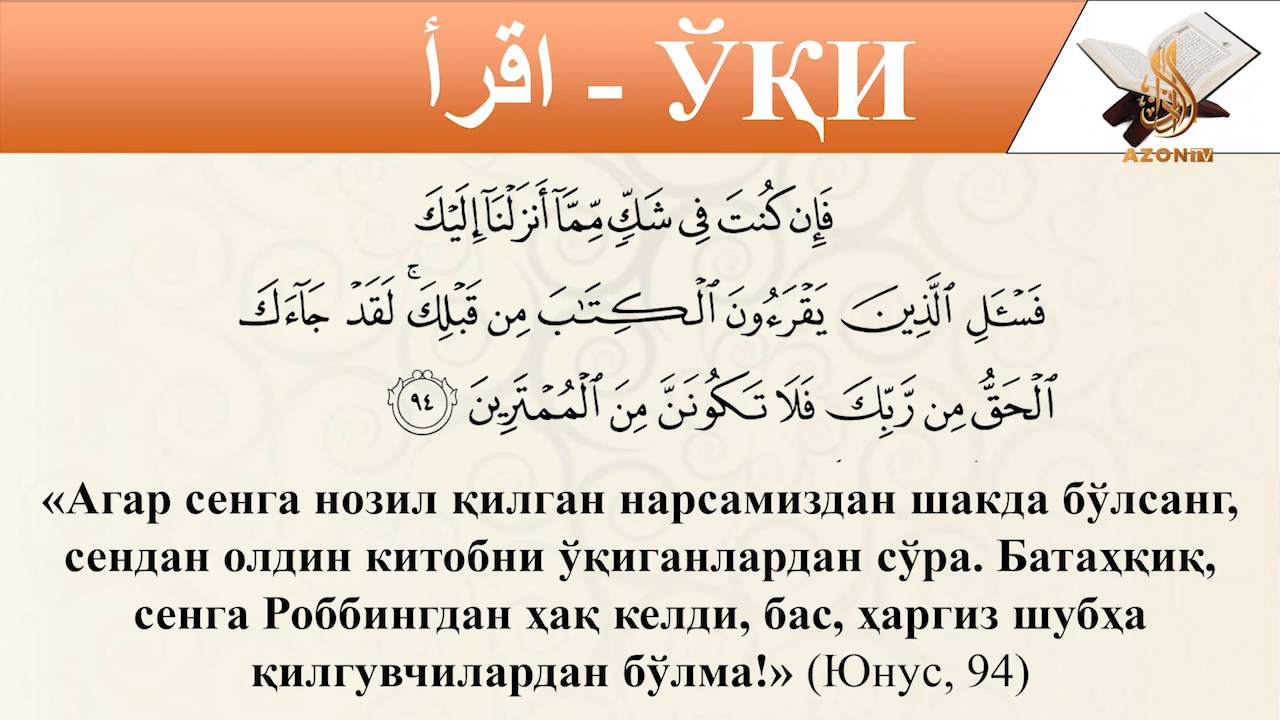 ЎҚИ - اقرأ
AZON TV
فَإِن كُنتَ فِي شَكٍّ مِّمَّآ أَنزَلْنَآ إِلَيْكَ
فَسْـَٔلِ ٱلَّذِينَ يَقْرَءُونَ ٱلْكِتَـٰبَ مِن قَبْلِكَ ۚ لَقَدْ جَآءَكَ
ٱلْحَقُّ مِن رَّبِّكَ فَلَا تَكُونَنَّ مِنَ ٱلْمُمْتَرِينَ ٩٤
«Агар сенга нозил қилган нарсамиздан шакда бўлсанг,
сендан олдин китобни ўқиганлардан сўра. Батаҳқиқ,
сенга Роббингдан ҳақ келди, бас, ҳаргиз шубҳа
қилгувчилардан бўлма!» (Юнус, 94)